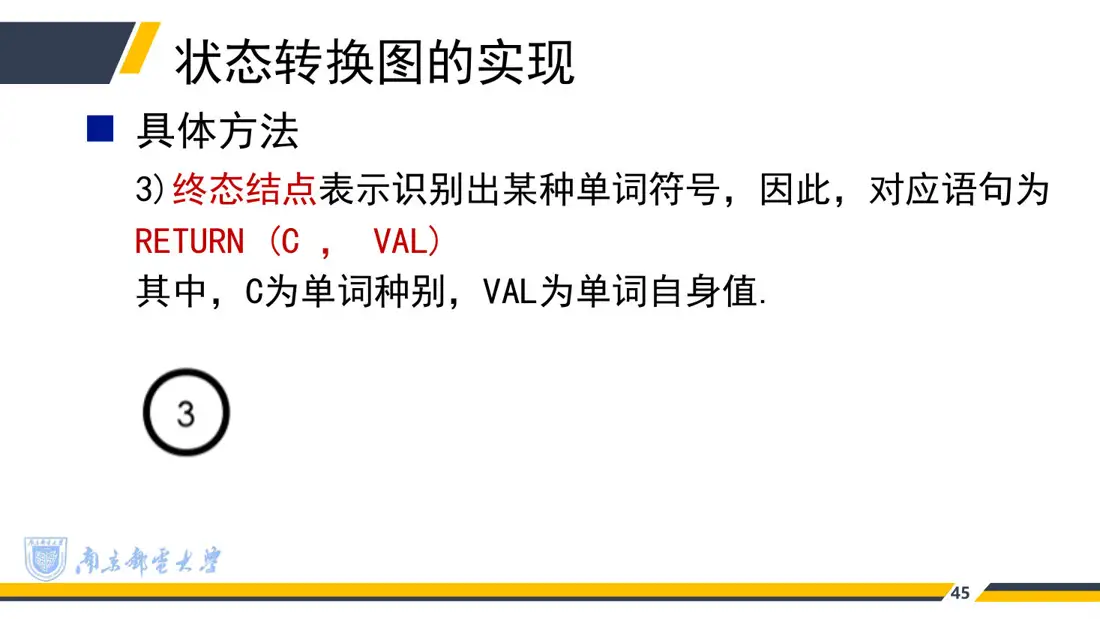 状态转换图的实现
具体方法
3)终态结点表示识别出某种单词符号，因此，对应语句为
RETURN (C ， VAL)
其中，C为单词种别，VAL为单词自身值.
3
南京邮电大学
45